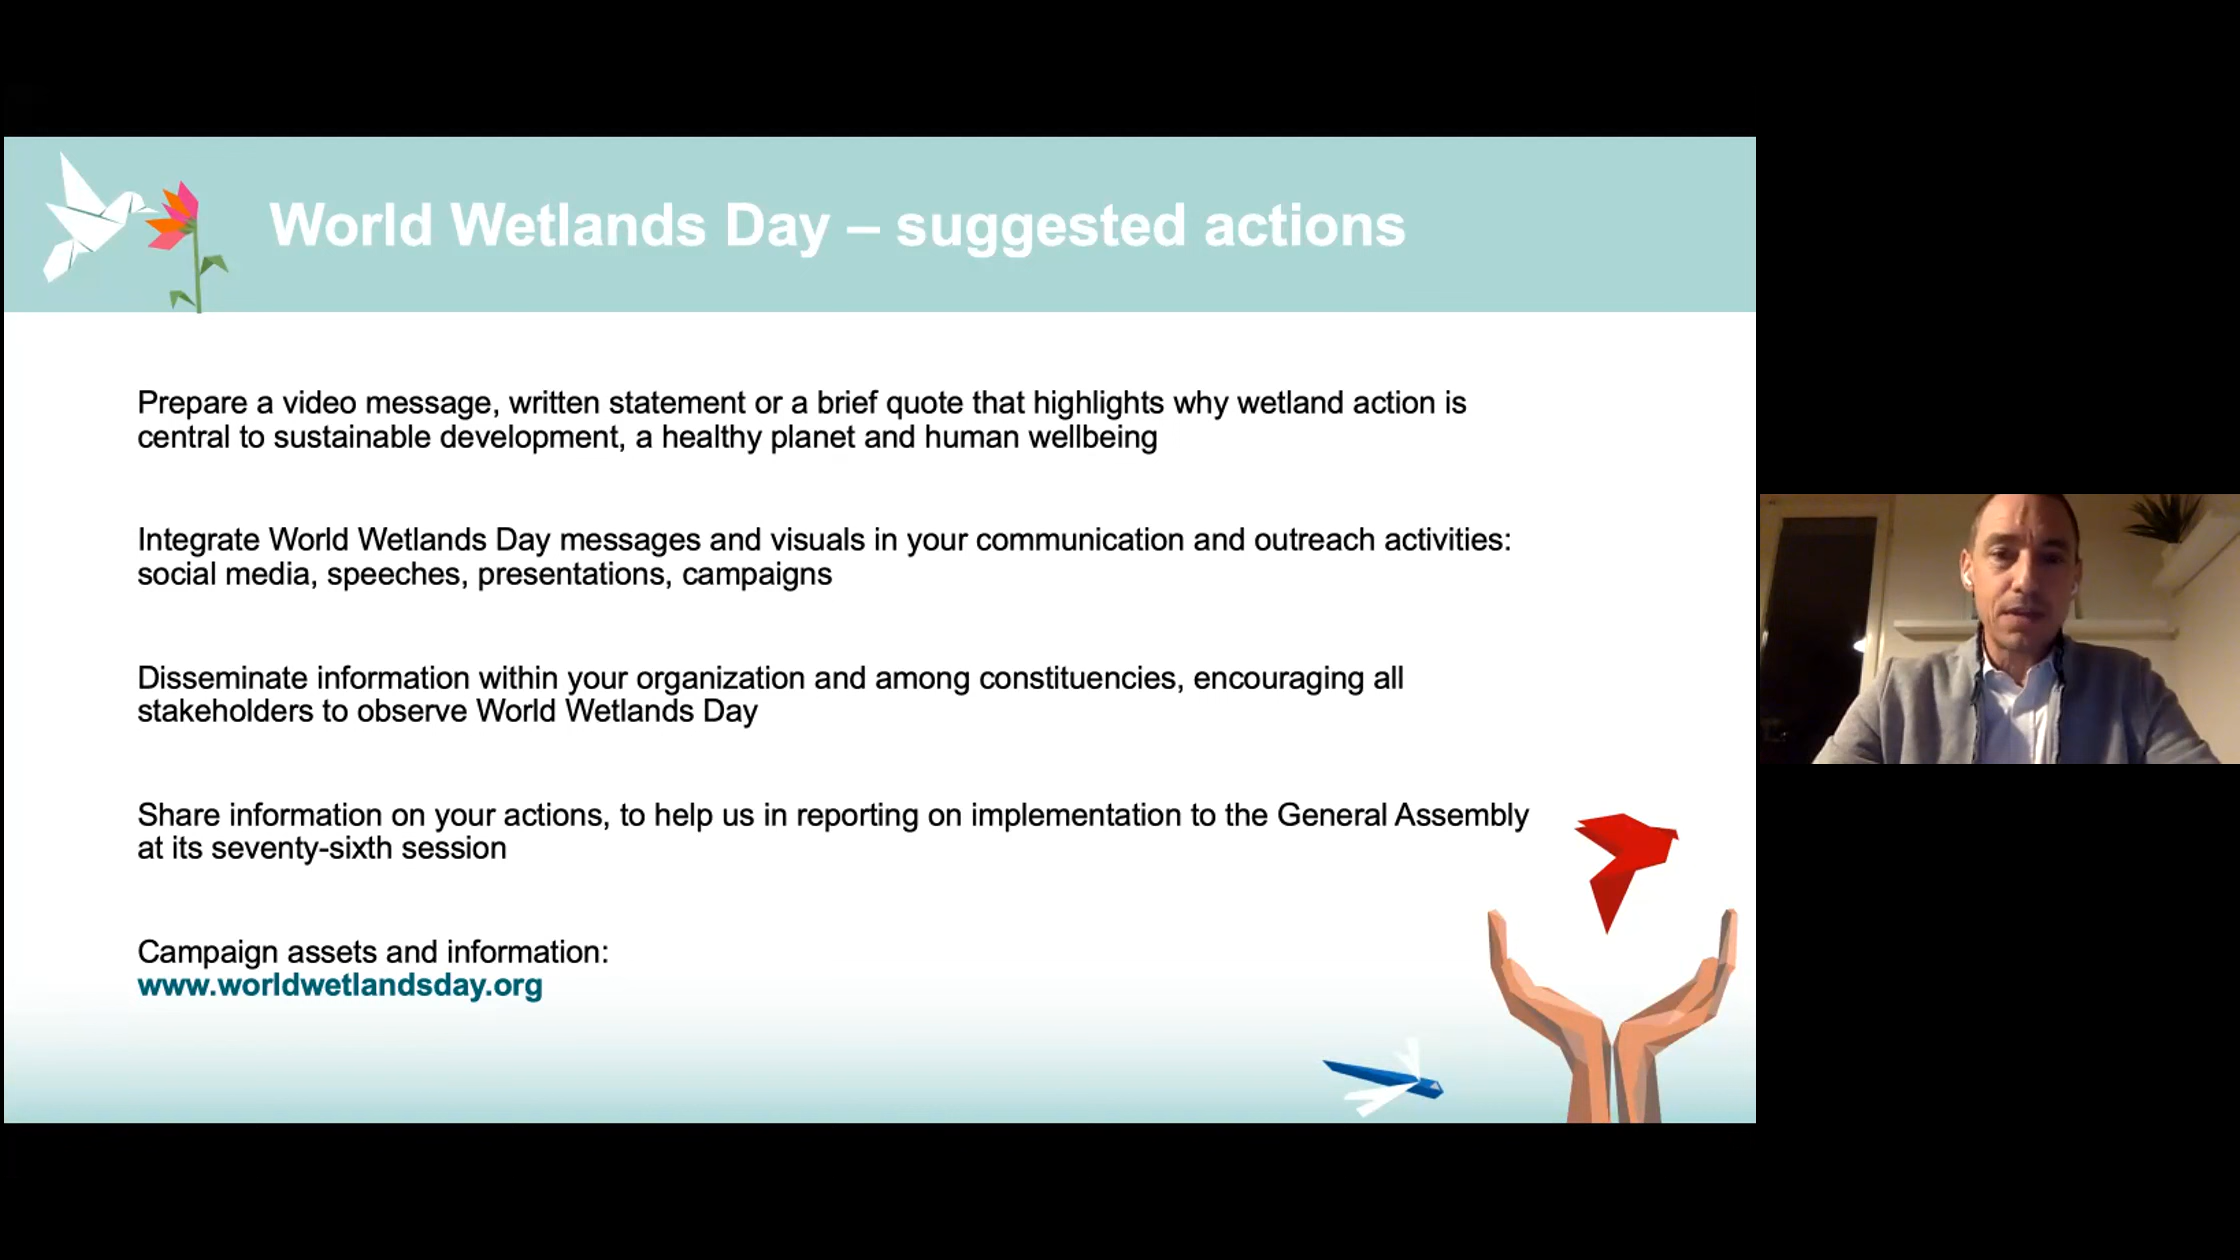 World Wetlands Day – suggested actions
Prepare a video message, written statement or a brief quote that highlights why wetland action is
central to sustainable development, a healthy planet and human wellbeing
Integrate World Wetlands Day messages and visuals in your communication and outreach activities:
social media, speeches, presentations, campaigns
Disseminate information within your organization and among constituencies, encouraging all
stakeholders to observe World Wetlands Day
Share information on your actions, to help us in reporting on implementation to the General Assembly
at its seventy-sixth session
Campaign assets and information:
www.worldwetlandsday.org